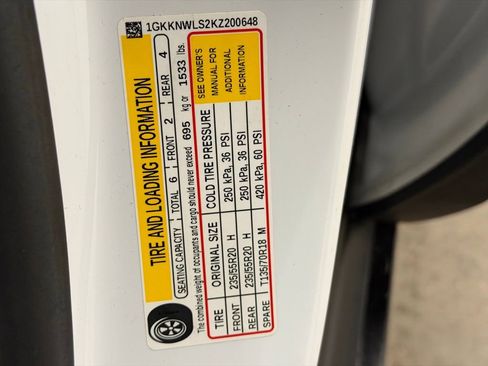 1GKKNWLS2KZ200648
TIRE AND LOADING INFORMATION
SEATING CAPACITY TOTAL 6 FRONT 2 REAR 4
The combined weight of occupants and cargo should never exceed 695 kg or 1533 lbs.
TIRE ORIGINAL SIZE COLD TIRE PRESSURE
FRONT 235/55R20 H 250 kPa, 36 PSI
REAR 235/55R20 H 250 kPa, 36 PSI
SPARE T135/70R18 M 420 kPa, 60 PSI
SEE OWNER'S
MANUAL FOR
ADDITIONAL
INFORMATION